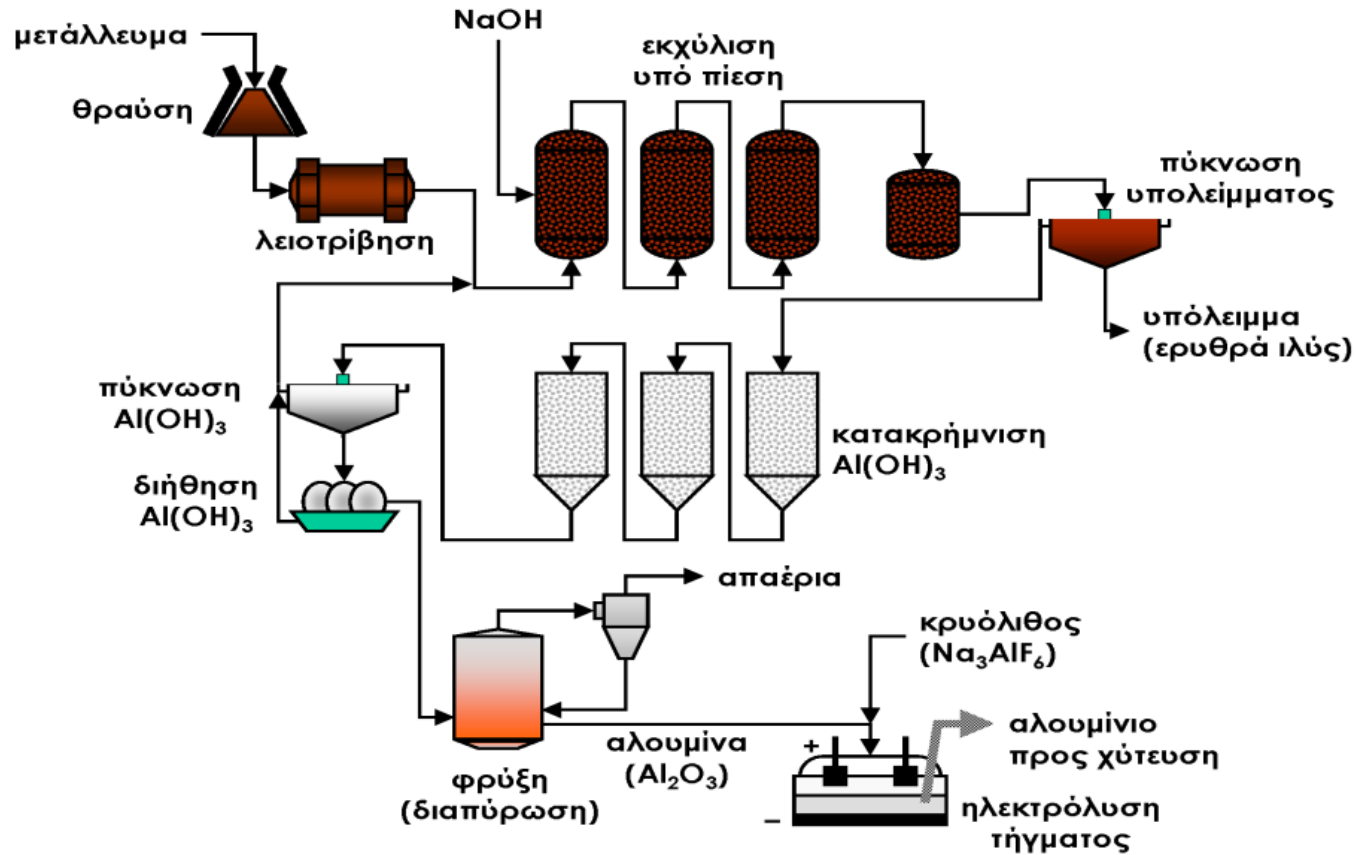 NaOH
μετάλλευμα
εκχύλιση
υπό πίεση
θραύση
πύκνωση
υπολείμματος
λειοτρίβηση
υπόλειμμα
(ερυθρά ιλύς)
πύκνωση
Al(OH)₃
κατακρήμνιση
Al(OH)₃
διήθηση
Al(OH)₃
απαέρια
κρυόλιθος
(Na₃AlF₆)
αλουμίνιο
προς χύτευση
+
αλουμίνα
(Al₂O₃)
φρύξη
(διαπύρωση)
−
ηλεκτρόλυση
τήγματος